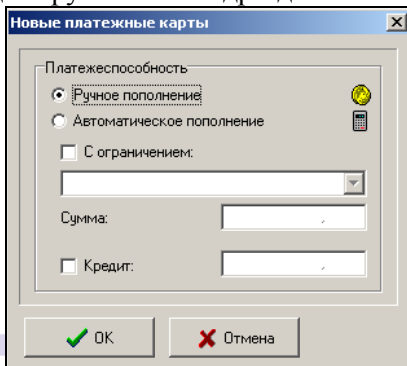 Новые платежные карты
Платежеспособность
Ручное пополнение
Автоматическое пополнение
С ограничением:
Сумма:
Кредит:
OK
Отмена